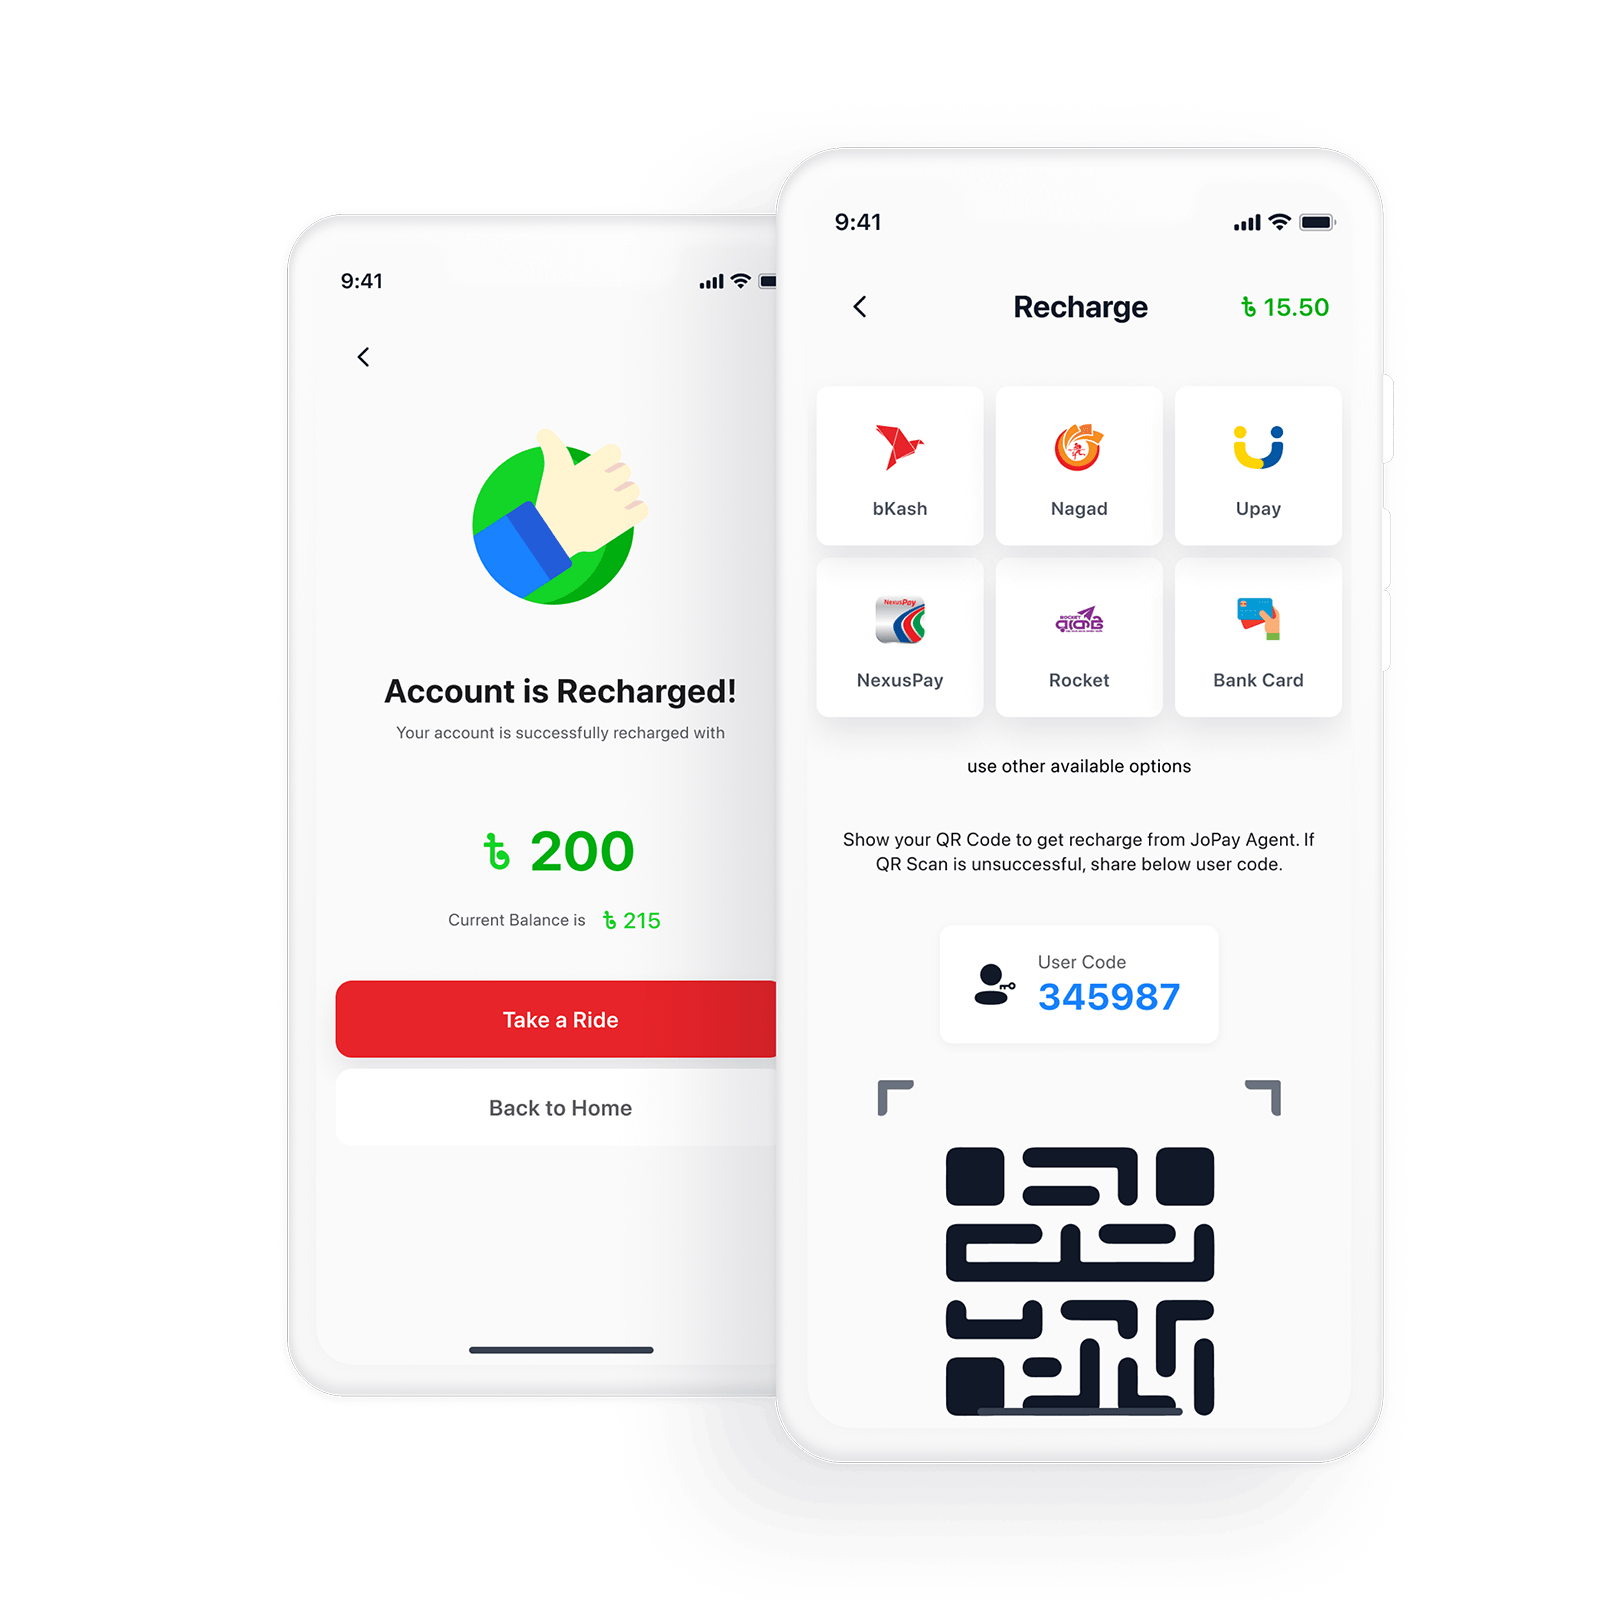 9:41
Account is Recharged!
Your account is successfully recharged with
৳ 200
Current Balance is ৳ 215
Take a Ride
Back to Home
9:41
Recharge ৳ 15.50
bKash Nagad Upay
NexusPay
ROCKET
রকেট
NexusPay Rocket Bank Card
use other available options
Show your QR Code to get recharge from JoPay Agent. If
QR Scan is unsuccessful, share below user code.
User Code
345987